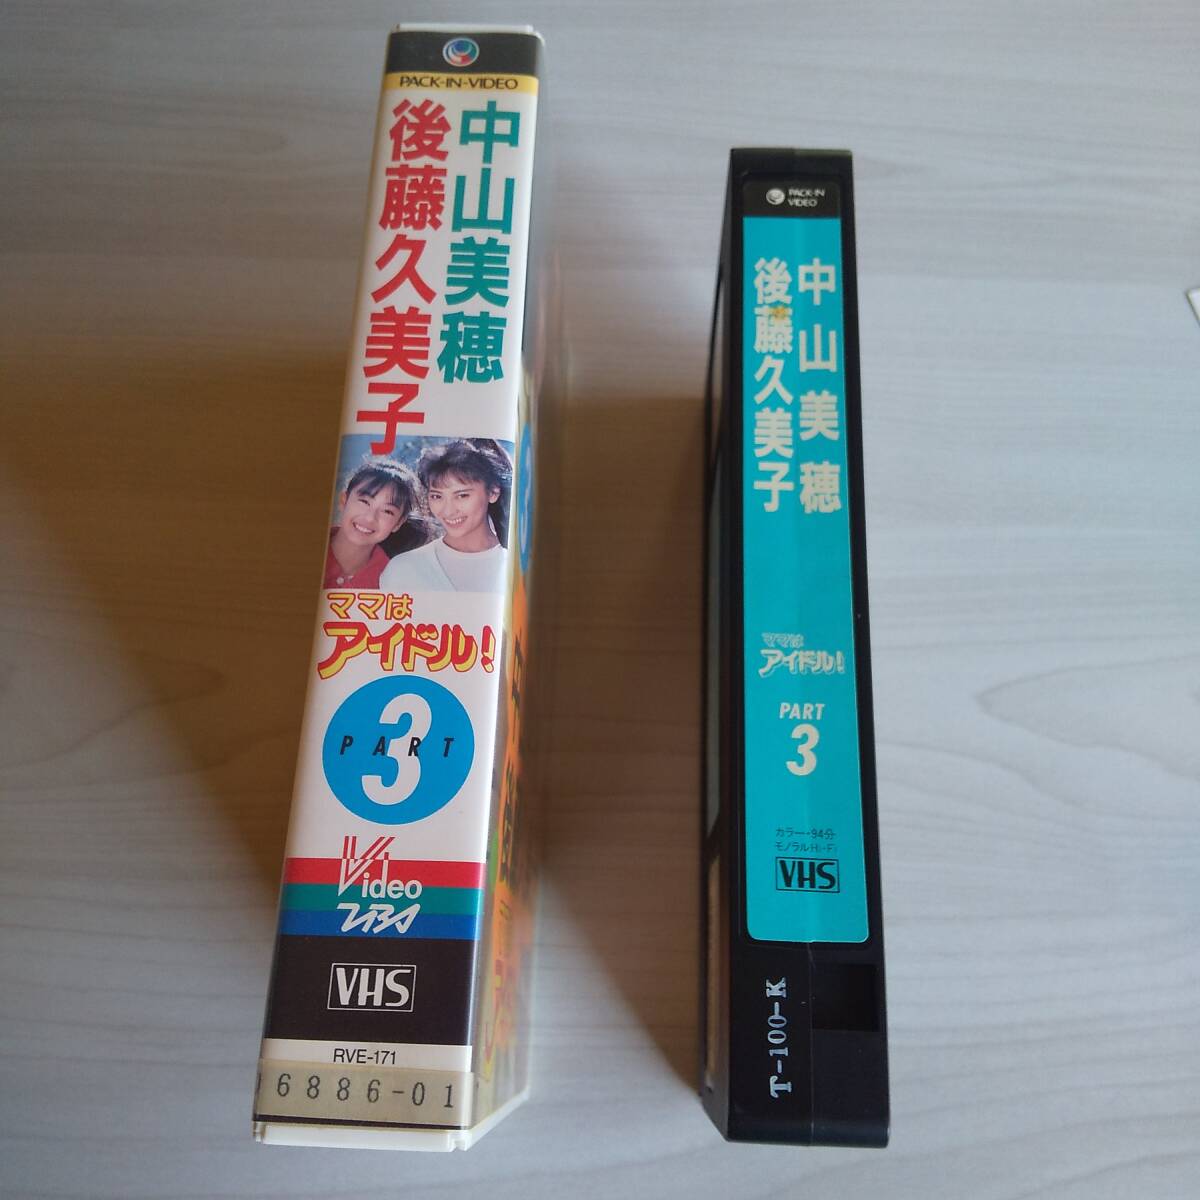 PACK-IN-VIDEO
中山美穂
後藤久美子
ママは
アイドル!
PART
3
Video
TBS
VHS
RVE-171
6886-01
3
PACK-IN
VIDEO
中山美穂
後藤久美子
ママは
アイドル!
PART
3
カラー・94分
モノラルHi-Fi
VHS
T-100-K